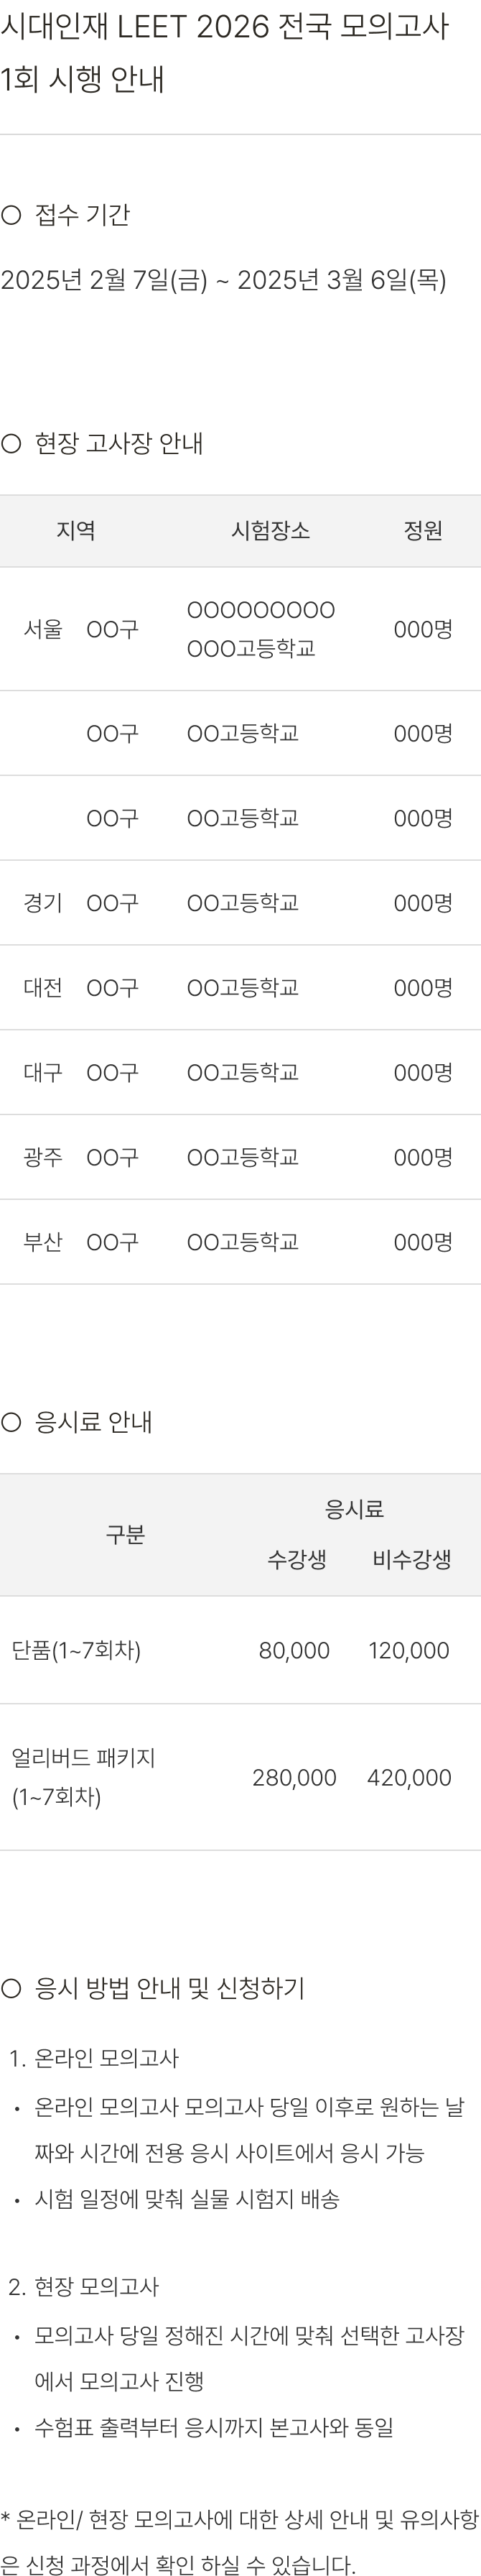 시대인재 LEET 2026 전국 모의고사
1회 시행 안내
○ 접수 기간
2025년 2월 7일(금) ~ 2025년 3월 6일(목)
○ 현장 고사장 안내
지역 시험장소 정원
서울 OO구 OOOOOOOOO 000명
OOO고등학교
OO구 OO고등학교 000명
OO구 OO고등학교 000명
경기 OO구 OO고등학교 000명
대전 OO구 OO고등학교 000명
대구 OO구 OO고등학교 000명
광주 OO구 OO고등학교 000명
부산 OO구 OO고등학교 000명
○ 응시료 안내
구분 응시료
수강생 비수강생
단품(1~7회차) 80,000 120,000
얼리버드 패키지
(1~7회차) 280,000 420,000
○ 응시 방법 안내 및 신청하기
1. 온라인 모의고사
• 온라인 모의고사 모의고사 당일 이후로 원하는 날
짜와 시간에 전용 응시 사이트에서 응시 가능
• 시험 일정에 맞춰 실물 시험지 배송
2. 현장 모의고사
• 모의고사 당일 정해진 시간에 맞춰 선택한 고사장
에서 모의고사 진행
• 수험표 출력부터 응시까지 본고사와 동일
* 온라인/ 현장 모의고사에 대한 상세 안내 및 유의사항
은 신청 과정에서 확인 하실 수 있습니다.